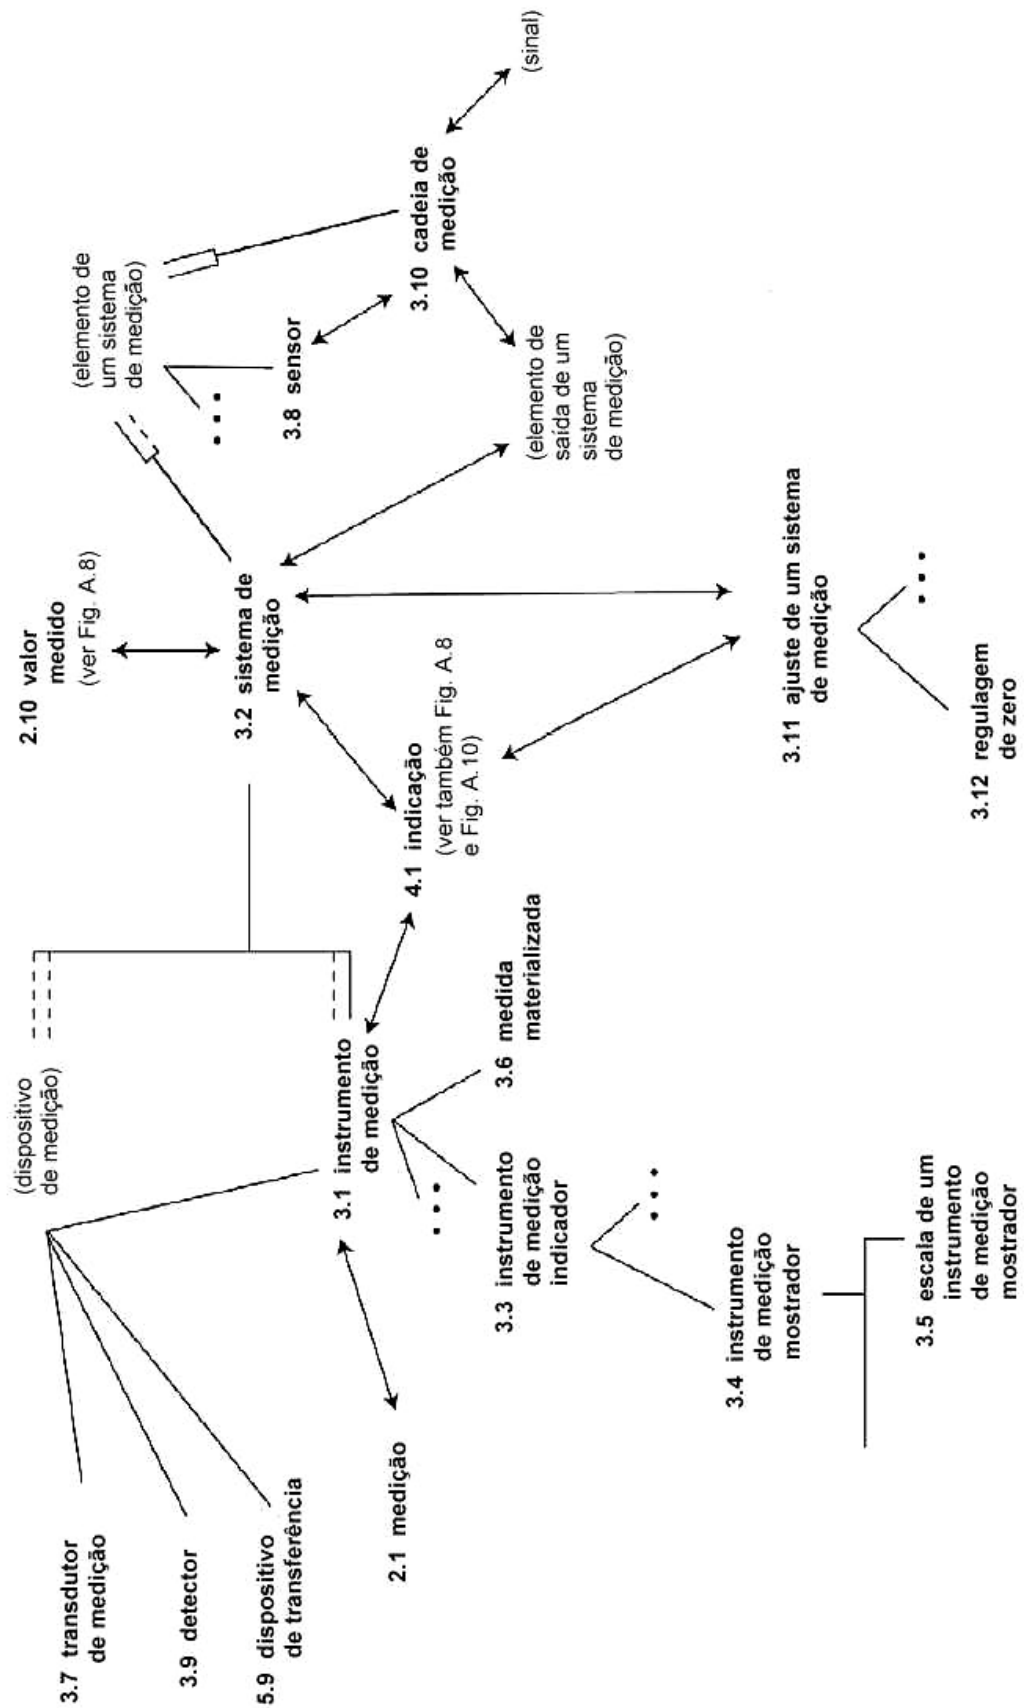 2.10 valor
medido
(ver Fig. A.8)
(elemento de
um sistema
de medição)
(dispositivo
de medição)
3.7 transdutor
de medição
3.9 detector
5.9 dispositivo
de transferência
3.2 sistema de
medição
3.8 sensor
• • •
3.10 cadeia de
medição
(sinal)
3.1 instrumento
de medição
2.1 medição
4.1 indicação
(ver também Fig. A.8
e Fig. A.10)
(elemento de
saída de um
sistema
de medição)
• • •
3.3 instrumento
de medição
indicador
3.6 medida
materializada
• • •
3.4 instrumento
de medição
mostrador
3.5 escala de um
instrumento
de medição
mostrador
3.11 ajuste de um sistema
de medição
• • •
3.12 regulagem
de zero